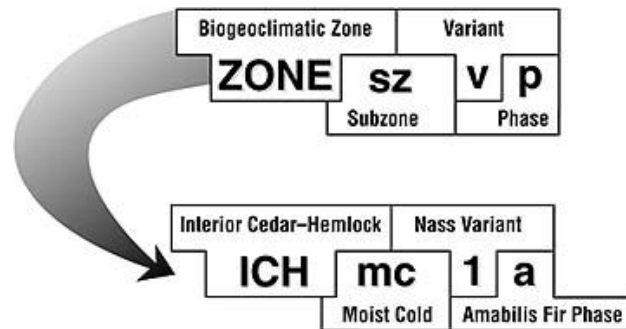 Biogeoclimatic Zone Variant
ZONE sz v p
Subzone Phase
Interior Cedar–Hemlock Nass Variant
ICH mc 1 a
Moist Cold Amabilis Fir Phase